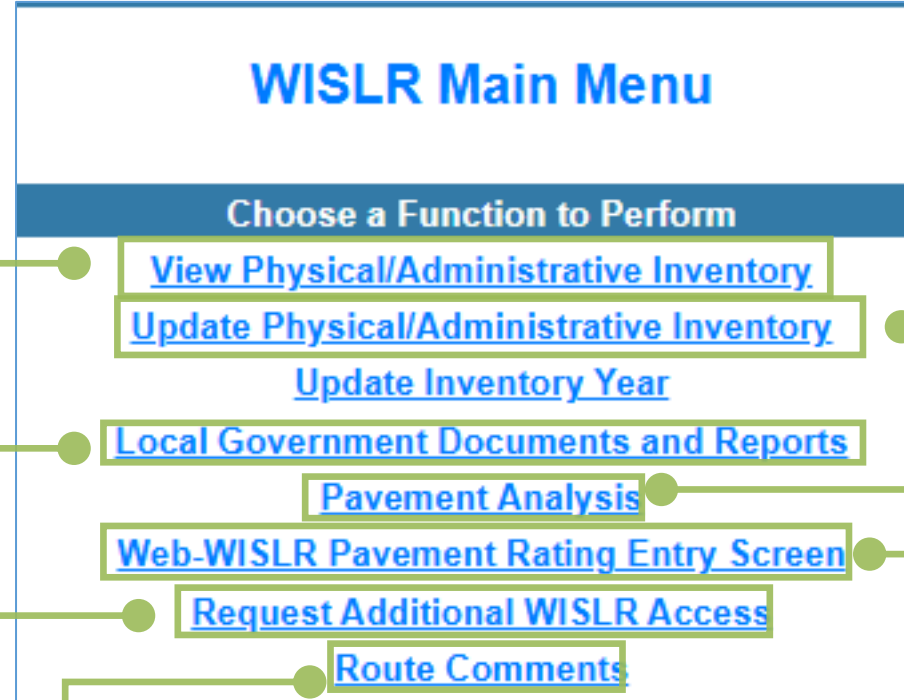 WISLR Main Menu
Choose a Function to Perform
View Physical/Administrative Inventory
Update Physical/Administrative Inventory
Update Inventory Year
Local Government Documents and Reports
Pavement Analysis
Web-WISLR Pavement Rating Entry Screen
Request Additional WISLR Access
Route Comments